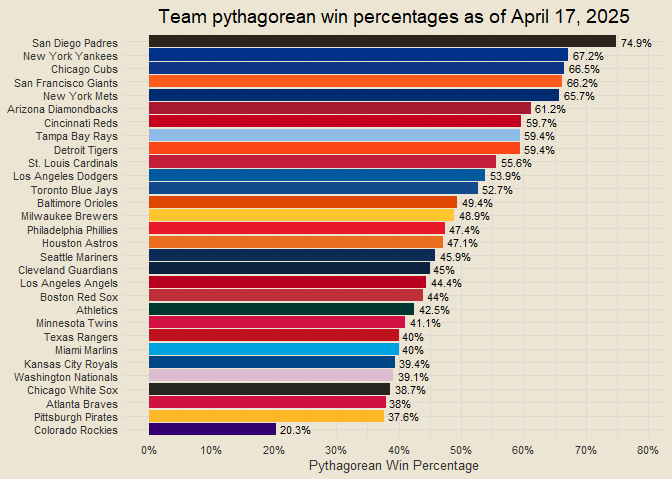 Team pythagorean win percentages as of April 17, 2025
San Diego Padres 74.9%
New York Yankees 67.2%
Chicago Cubs 66.5%
San Francisco Giants 66.2%
New York Mets 65.7%
Arizona Diamondbacks 61.2%
Cincinnati Reds 59.7%
Tampa Bay Rays 59.4%
Detroit Tigers 59.4%
St. Louis Cardinals 55.6%
Los Angeles Dodgers 53.9%
Toronto Blue Jays 52.7%
Baltimore Orioles 49.4%
Milwaukee Brewers 48.9%
Philadelphia Phillies 47.4%
Houston Astros 47.1%
Seattle Mariners 45.9%
Cleveland Guardians 45%
Los Angeles Angels 44.4%
Boston Red Sox 44%
Athletics 42.5%
Minnesota Twins 41.1%
Texas Rangers 40%
Miami Marlins 40%
Kansas City Royals 39.4%
Washington Nationals 39.1%
Chicago White Sox 38.7%
Atlanta Braves 38%
Pittsburgh Pirates 37.6%
Colorado Rockies 20.3%
0% 10% 20% 30% 40% 50% 60% 70% 80%
Pythagorean Win Percentage